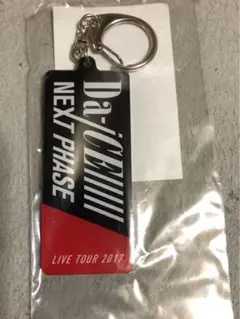 Da-iCE
NEXT PHASE
LIVE TOUR 2017